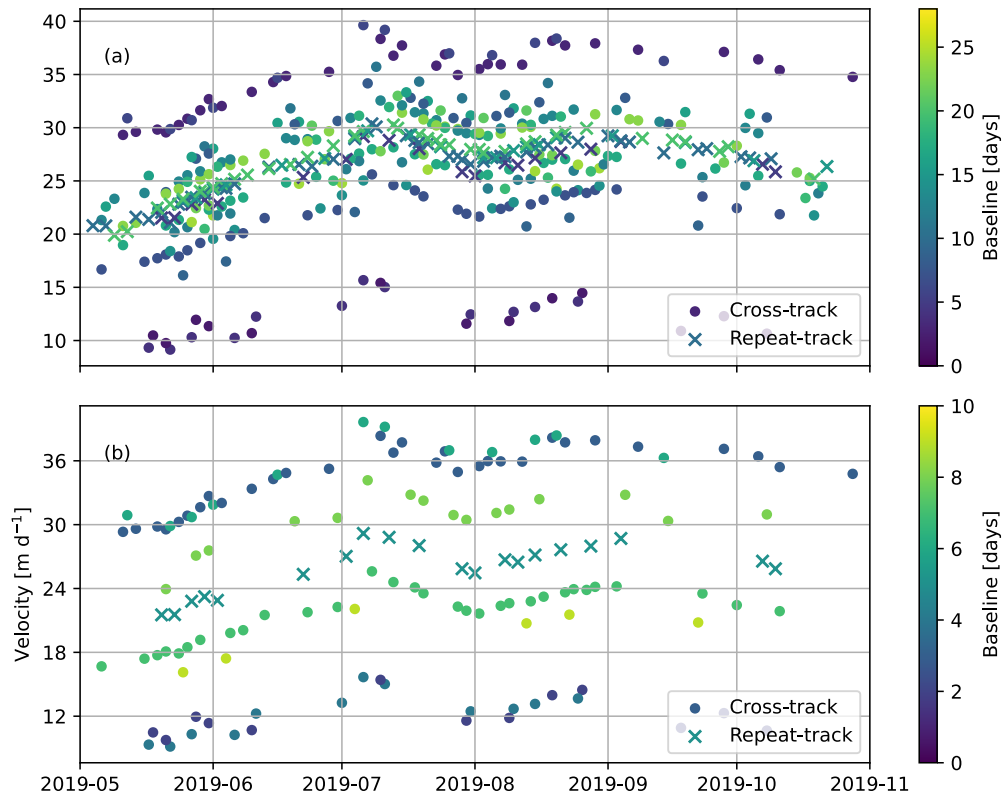 (a)
40
35
30
25
20
15
10
Cross-track
Repeat-track
25
20
15
10
5
0
Baseline [days]
(b)
36
30
24
18
12
Velocity [m d⁻¹]
Cross-track
Repeat-track
10
8
6
4
2
0
Baseline [days]
2019-05 2019-06 2019-07 2019-08 2019-09 2019-10 2019-11